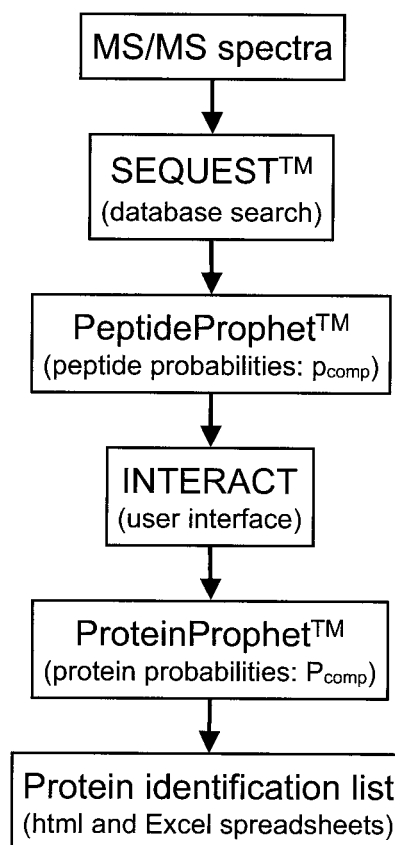 MS/MS spectra
SEQUEST™
(database search)
PeptideProphet™
(peptide probabilities: pcomp)
INTERACT
(user interface)
ProteinProphet™
(protein probabilities: Pcomp)
Protein identification list
(html and Excel spreadsheets)